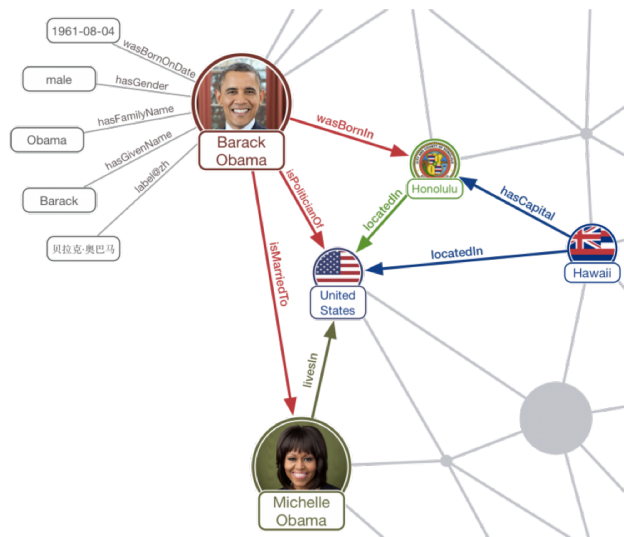 1961-08-04
wasBornOnDate
male
hasGender
hasFamilyName
Obama
hasGivenName
Barack
label@zh
贝拉克·奥巴马
Barack
Obama
wasBornIn
isPoliticianOf
isMarriedTo
Honolulu
locatedIn
hasCapital
locatedIn
Hawaii
United
States
livesIn
Michelle
Obama